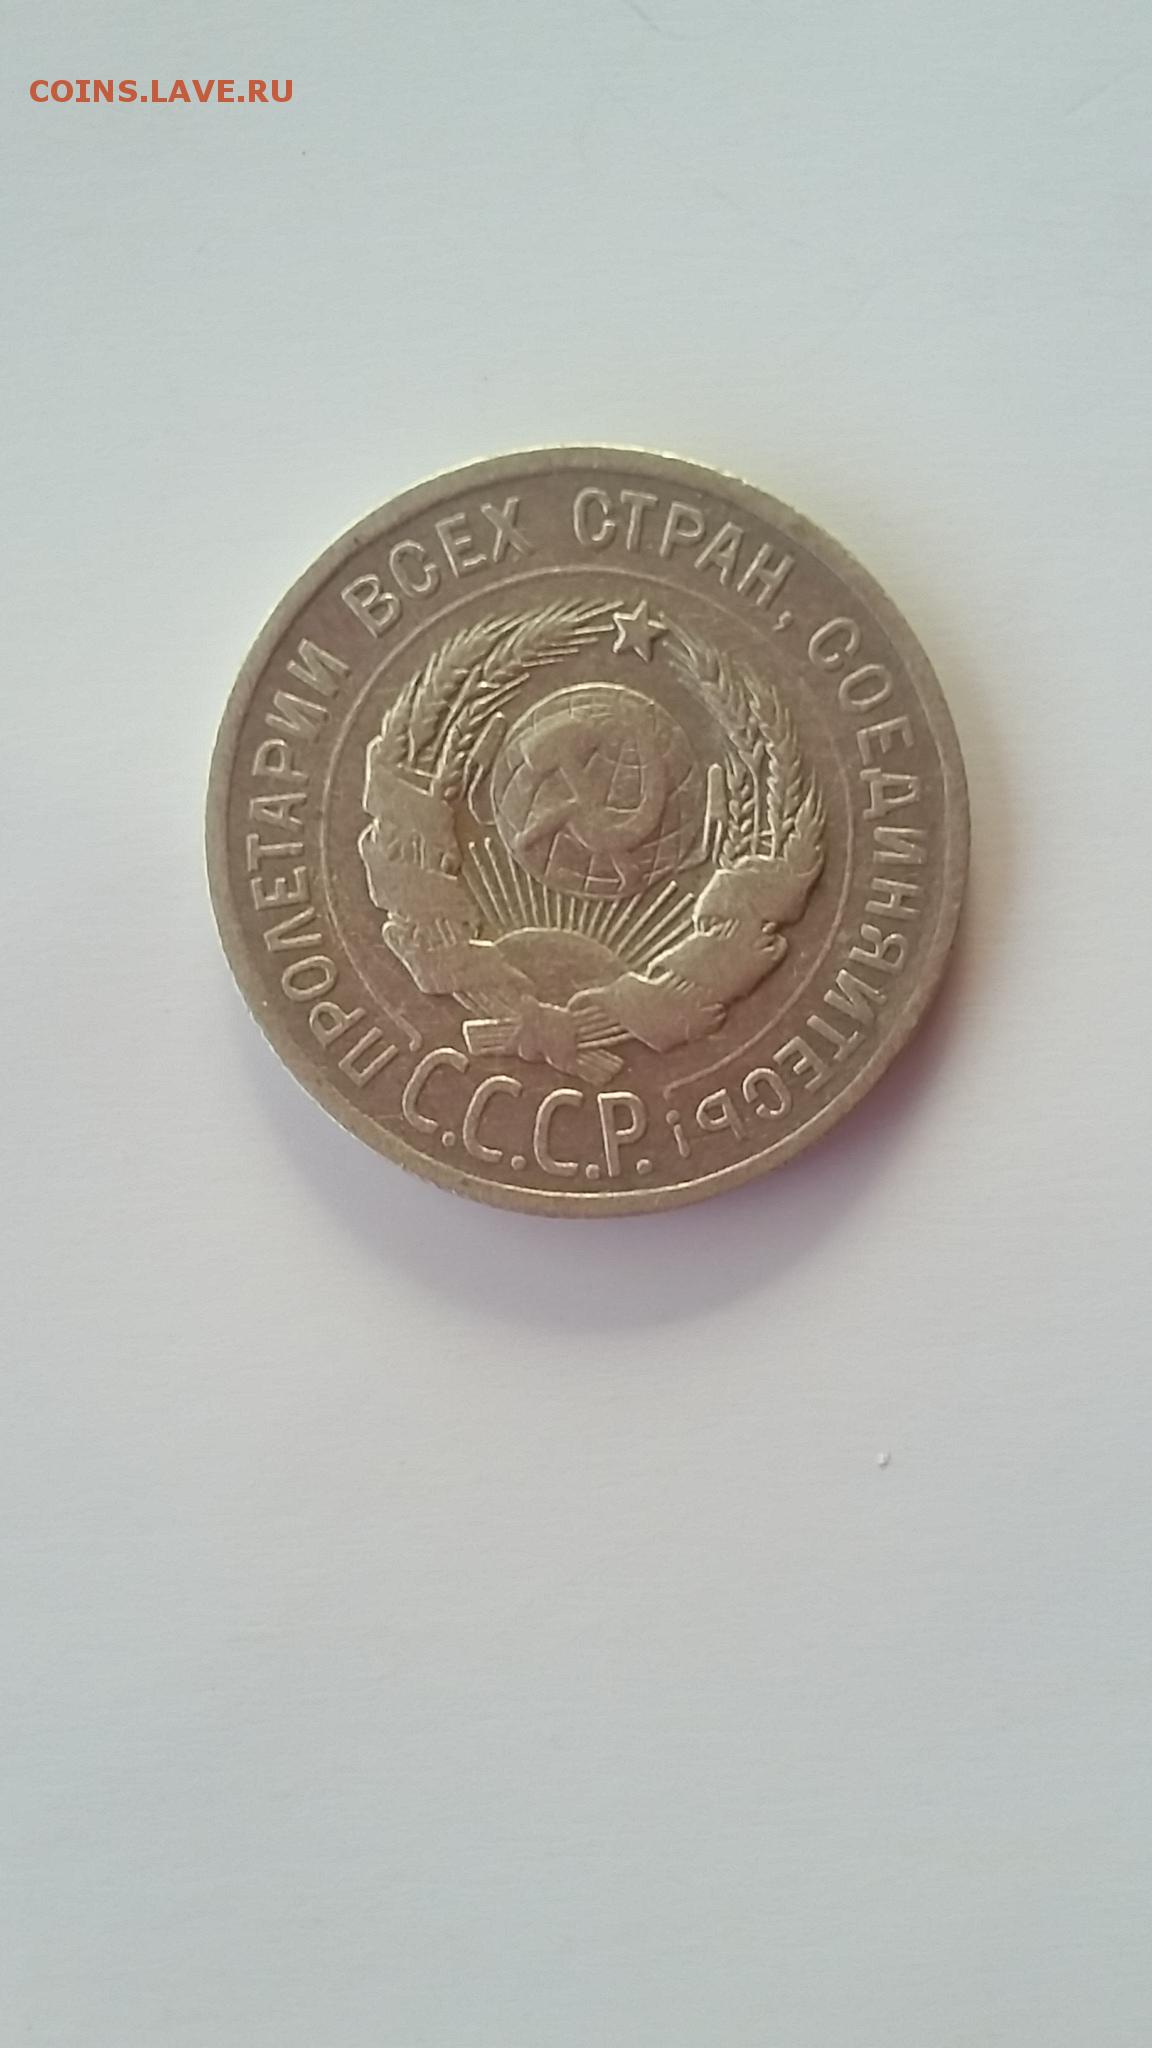 COINS.LAVE.RU
ПРОЛЕТАРИИ ВСЕХ СТРАН, СОЕДИНЯЙТЕСЬ!
С.С.С.Р.